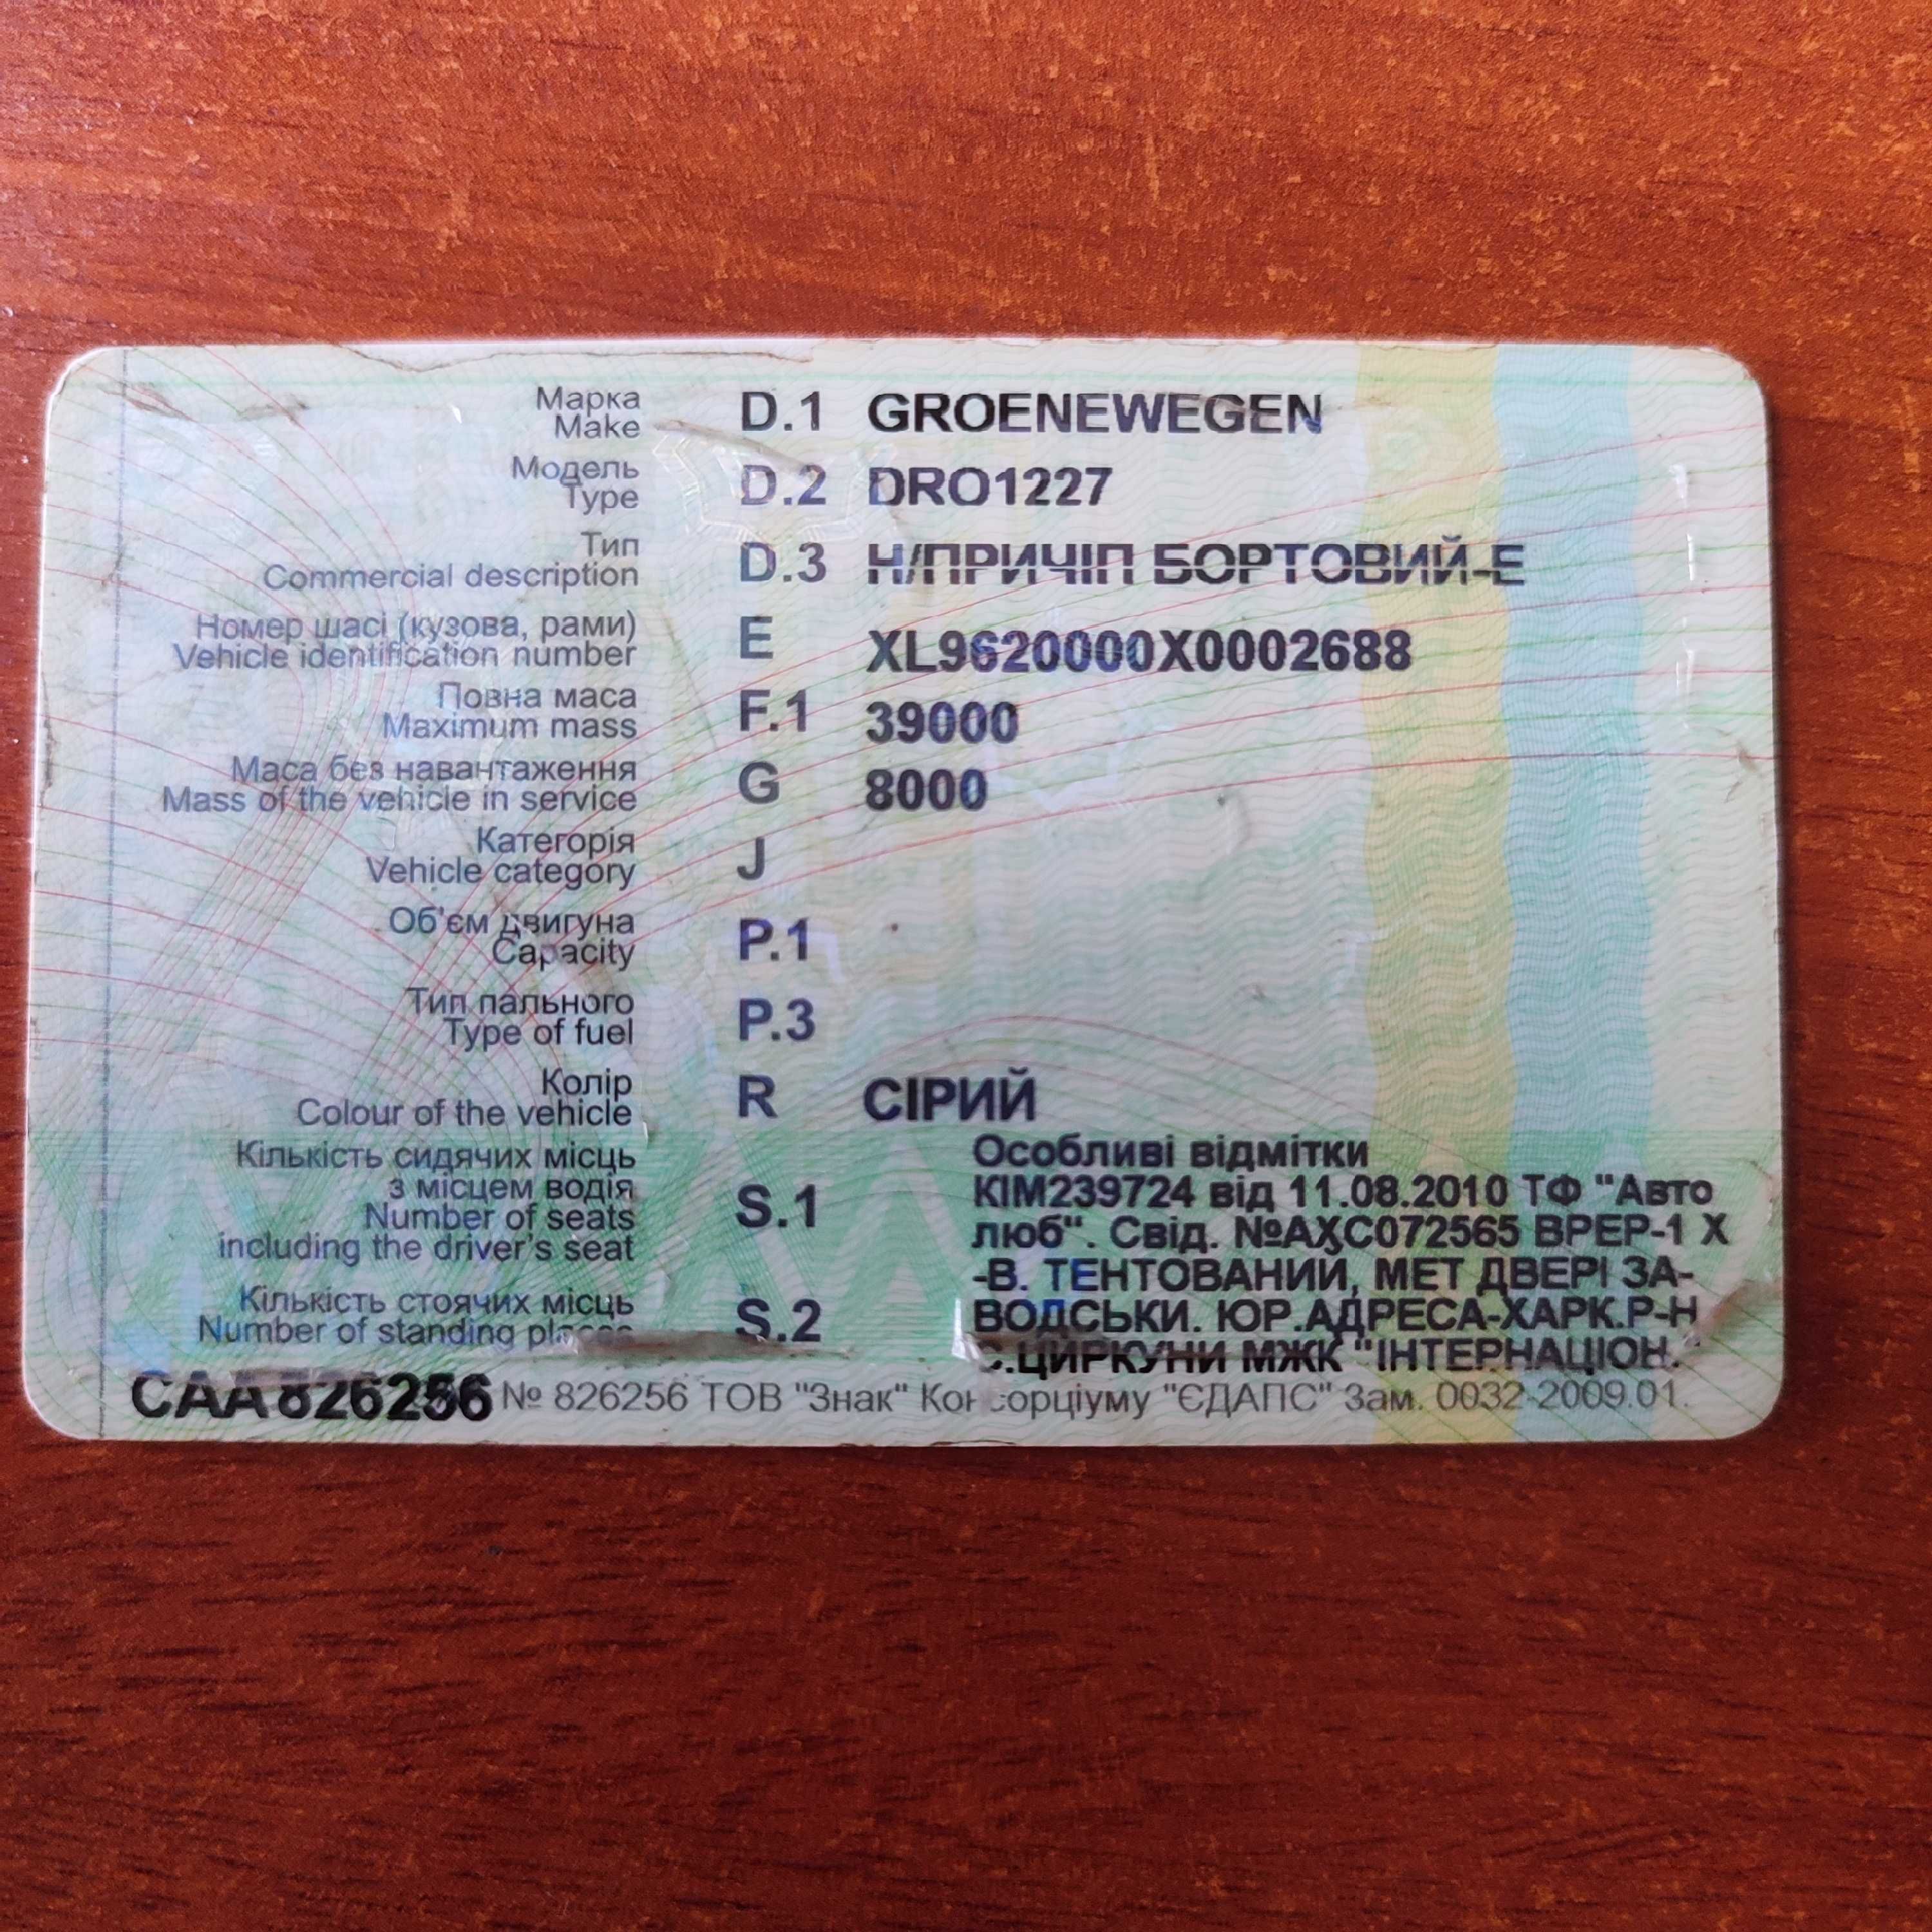 Марка
Make D.1 GROENEWEGEN
Модель
Type D.2 DRO1227
Тип
Commercial description D.3 Н/ПРИЧІП БОРТОВИЙ-Е
Номер шасі (кузова, рами)
Vehicle identification number E XL9620000X0002688
Повна маса
Maximum mass F.1 39000
Маса без навантаження
Mass of the vehicle in service G 8000
Категорія
Vehicle category J
Об'єм двигуна
Capacity P.1
Тип пального
Type of fuel P.3
Колір
Colour of the vehicle R СІРИЙ
Кількість сидячих місць
з місцем водія
Number of seats
including the driver's seat S.1
Кількість стоячих місць
Number of standing places S.2
Особливі відмітки
КІМ239724 від 11.08.2010 ТФ "Авто
люб". Свід. №АХС072565 ВРЕР-1 Х
-В. ТЕНТОВАНИЙ, МЕТ ДВЕРІ ЗА-
ВОДСЬКИ. ЮР.АДРЕСА-ХАРК.Р-Н
С.ЦИРКУНИ МЖК "ІНТЕРНАЦІОН."
САА 826256 № 826256 ТОВ "Знак" Консорціуму "ЄДАПС" Зам. 0032-2009.01.